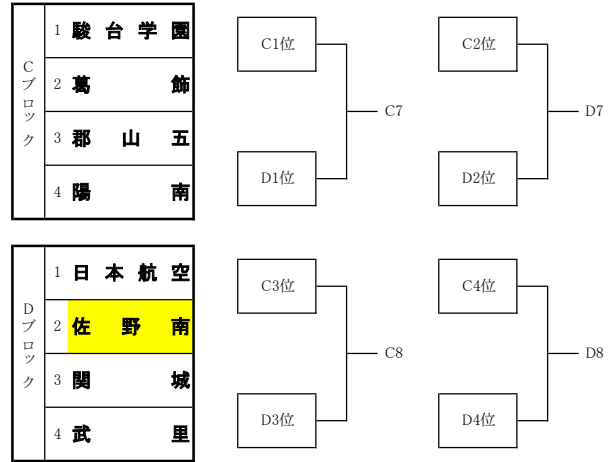 Cブロック
1 駿台学園
2 葛飾
3 郡山五
4 陽南
C1位
D1位
C7
C2位
D2位
D7
Dブロック
1 日本航空
2 佐野南
3 関城
4 武里
C3位
D3位
C8
C4位
D4位
D8